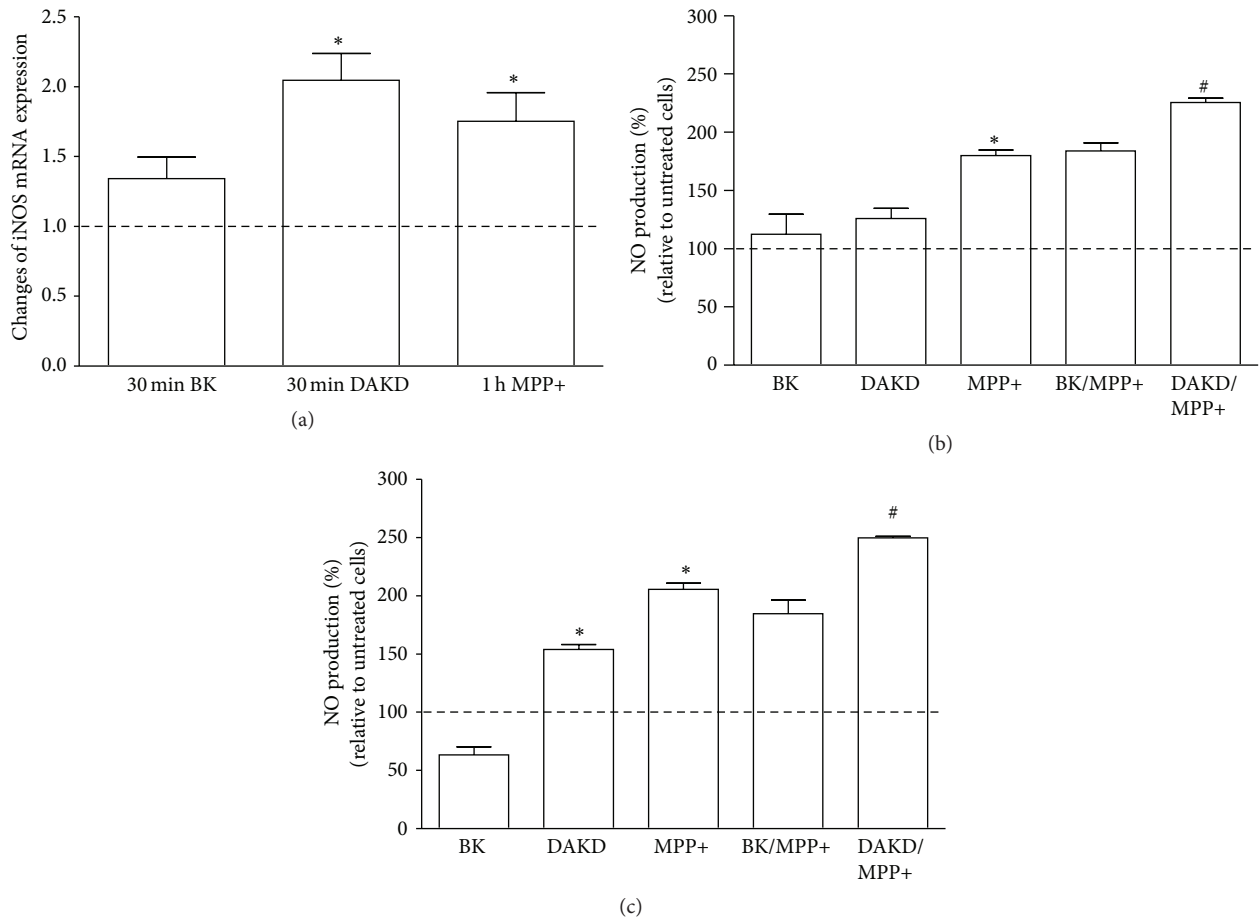 Changes of iNOS mRNA expression
2.5
2.0
1.5
1.0
0.5
0.0
*
*
30 min BK
30 min DAKD
1 h MPP+
(a)
NO production (%)
(relative to untreated cells)
300
250
200
150
100
50
0
*
#
BK
DAKD
MPP+
BK/MPP+
DAKD/
MPP+
(b)
NO production (%)
(relative to untreated cells)
300
250
200
150
100
50
0
*
*
#
BK
DAKD
MPP+
BK/MPP+
DAKD/
MPP+
(c)